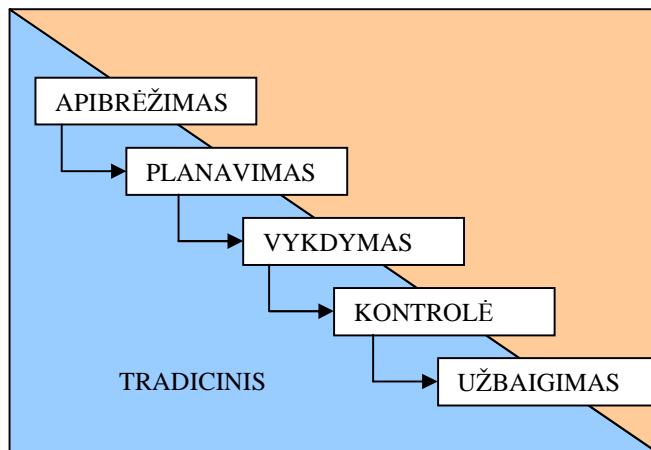 APIBRĖŽIMAS
PLANAVIMAS
VYKDYMAS
KONTROLĖ
TRADICINIS
UŽBAIGIMAS